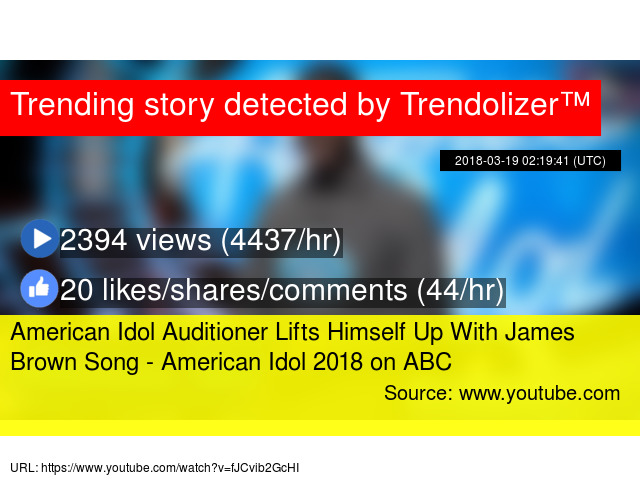 Trending story detected by Trendolizer™
2018-03-19 02:19:41 (UTC)
2394 views (4437/hr)
20 likes/shares/comments (44/hr)
American Idol Auditioner Lifts Himself Up With James
Brown Song - American Idol 2018 on ABC
Source: www.youtube.com
URL: https://www.youtube.com/watch?v=fJCvib2GcHI